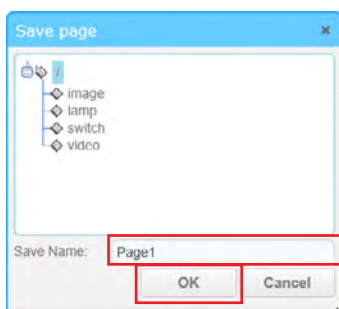 Save page
/
image
lamp
switch
video
Save Name: Page1
OK Cancel